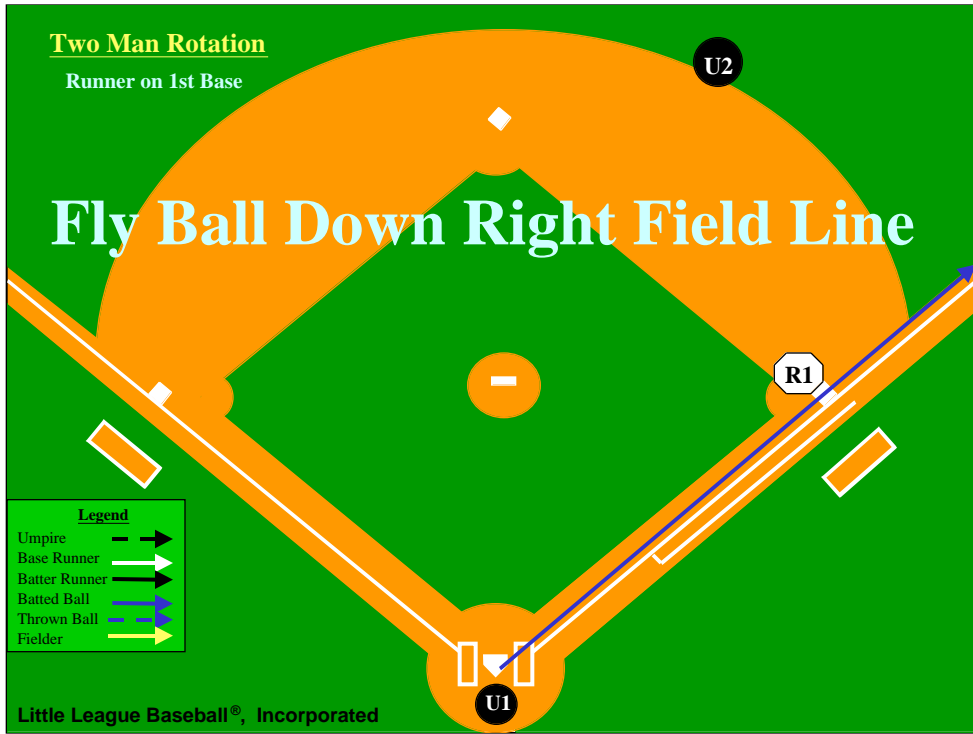 Two Man Rotation
Runner on 1st Base
U2
Fly Ball Down Right Field Line
R1
Legend
Umpire
Base Runner
Batter Runner
Batted Ball
Thrown Ball
Fielder
U1
Little League Baseball®, Incorporated